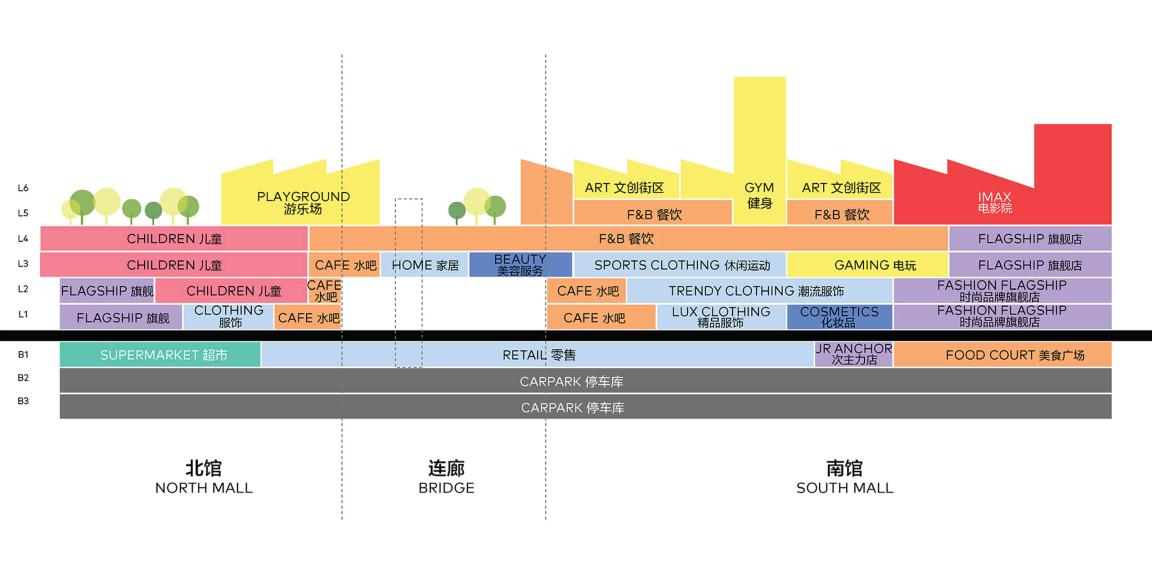 L6
PLAYGROUND
游乐场
ART 文创街区
GYM
健身
ART 文创街区
IMAX
电影院
L5
F&B 餐饮
F&B 餐饮
L4
CHILDREN 儿童
F&B 餐饮
FLAGSHIP 旗舰店
L3
CHILDREN 儿童
CAFE 水吧
HOME 家居
BEAUTY
美容服务
SPORTS CLOTHING 休闲运动
GAMING 电玩
FLAGSHIP 旗舰店
L2
FLAGSHIP 旗舰
CHILDREN 儿童
CAFE
水吧
CAFE 水吧
TRENDY CLOTHING 潮流服饰
FASHION FLAGSHIP
时尚品牌旗舰店
L1
FLAGSHIP 旗舰
CLOTHING
服饰
CAFE 水吧
CAFE 水吧
LUX CLOTHING
精品服饰
COSMETICS
化妆品
FASHION FLAGSHIP
时尚品牌旗舰店
B1
SUPERMARKET 超市
RETAIL 零售
JR ANCHOR
次主力店
FOOD COURT 美食广场
B2
CARPARK 停车库
B3
CARPARK 停车库
北馆
NORTH MALL
连廊
BRIDGE
南馆
SOUTH MALL